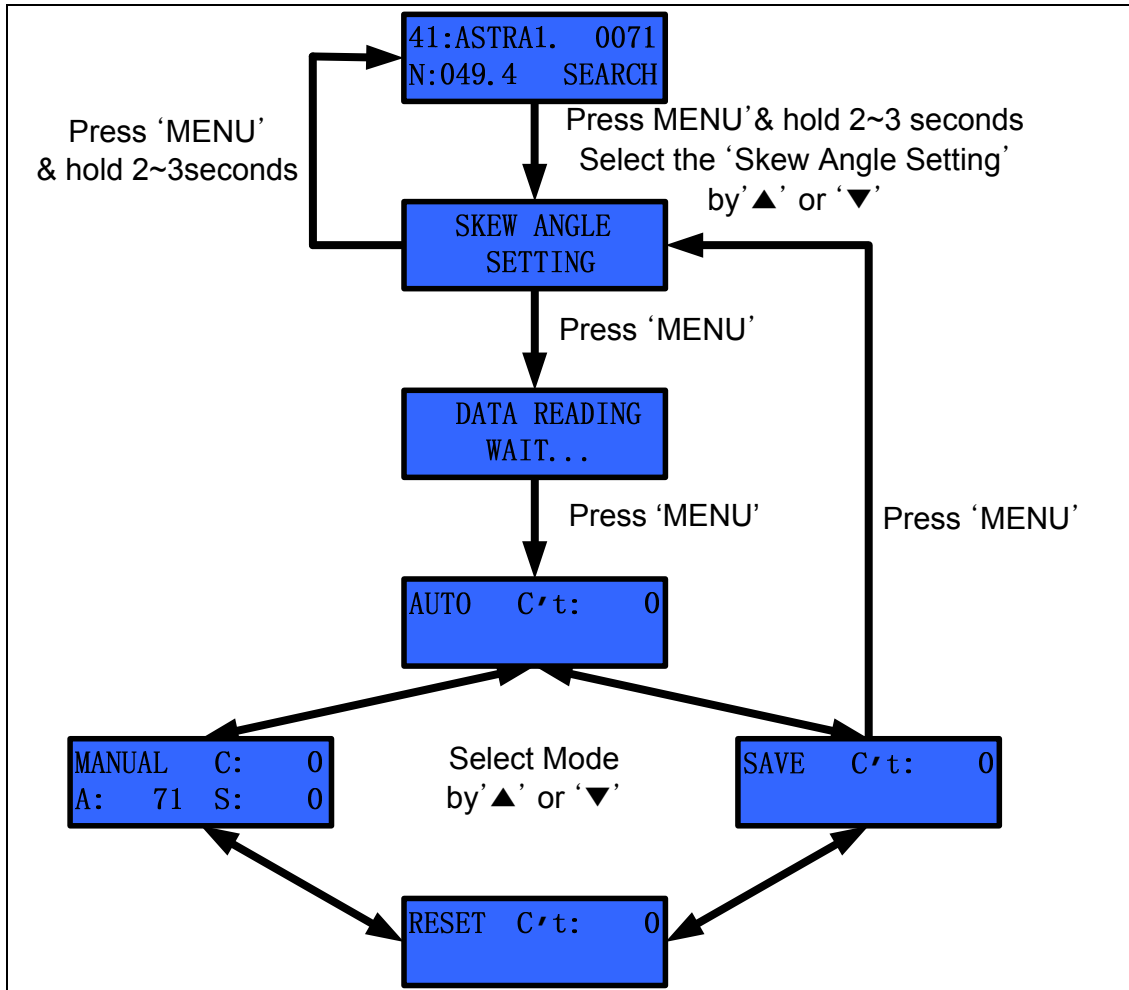 41:ASTRA1. 0071
N:049.4 SEARCH
Press ‘MENU’
& hold 2~3seconds
Press MENU’& hold 2~3 seconds
Select the ‘Skew Angle Setting’
by’▲’ or ‘▼’
SKEW ANGLE
SETTING
Press ‘MENU’
DATA READING
WAIT...
Press ‘MENU’
Press ‘MENU’
AUTO C’t: 0
MANUAL C: 0
A: 71 S: 0
Select Mode
by’▲’ or ‘▼’
SAVE C’t: 0
RESET C’t: 0